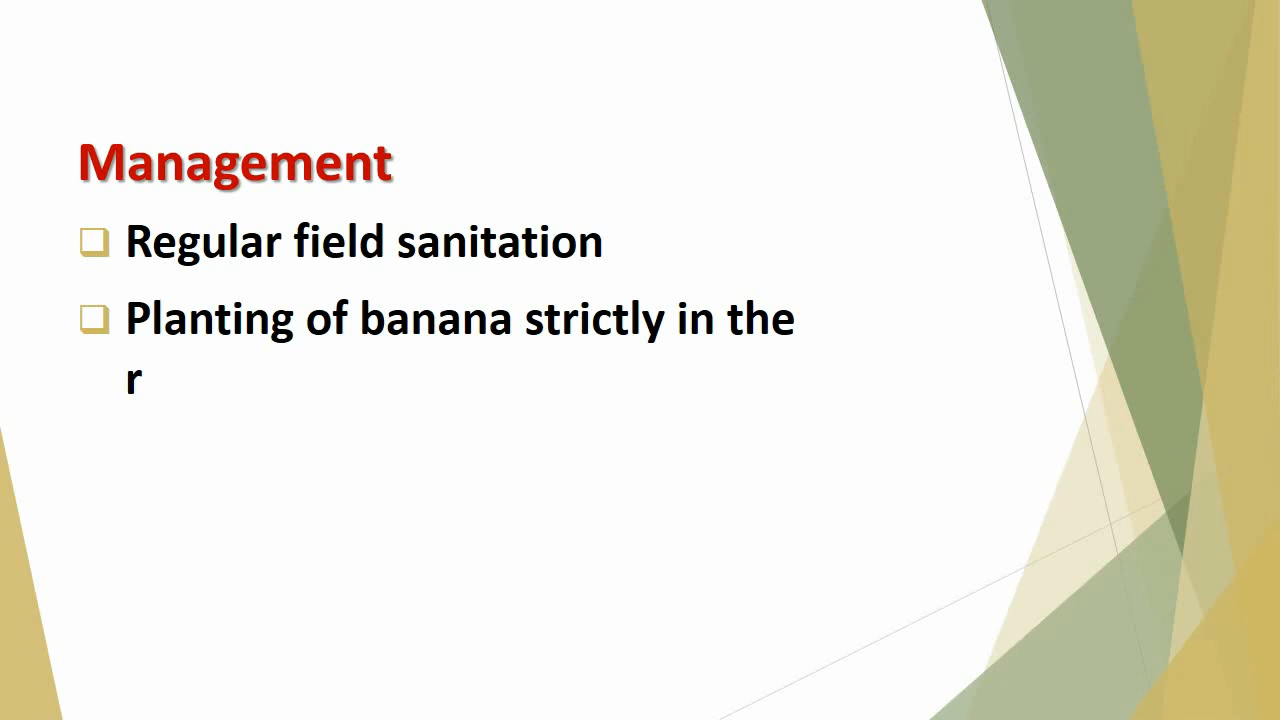 Management
Regular field sanitation
Planting of banana strictly in the
r